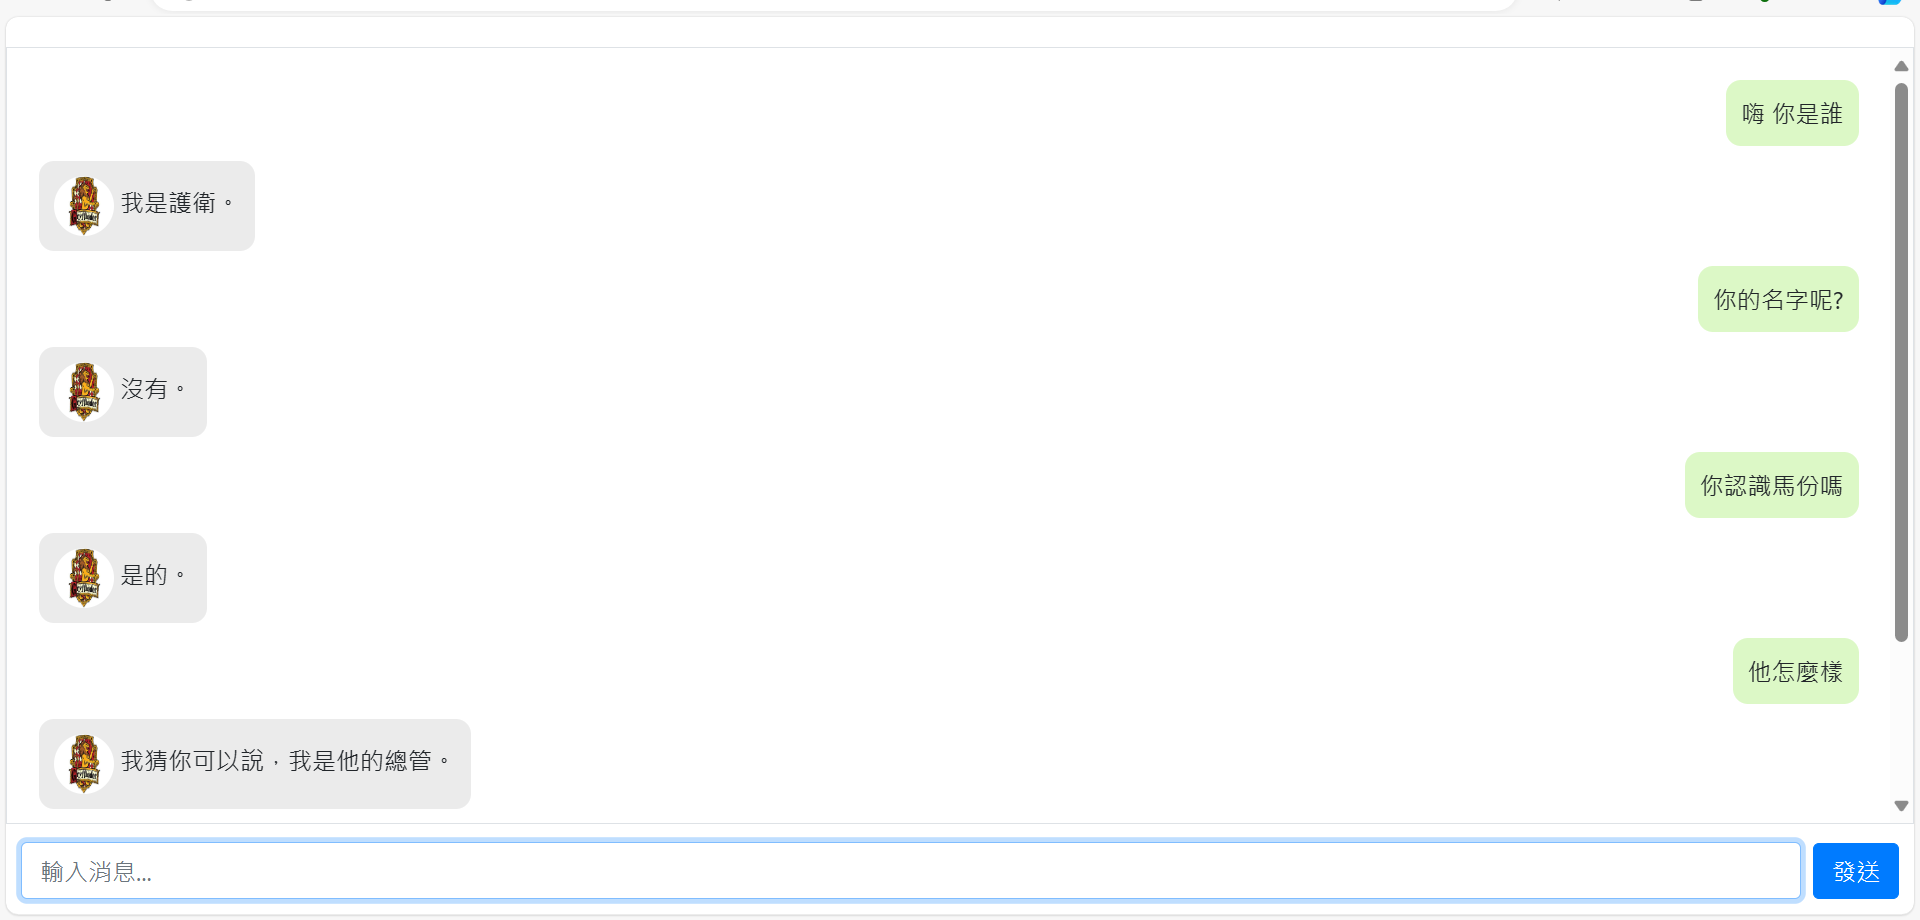 嗨 你是誰
我是護衛。
你的名字呢?
沒有。
你認識馬份嗎
是的。
他怎麼樣
我猜你可以說，我是他的總管。
輸入消息...
發送